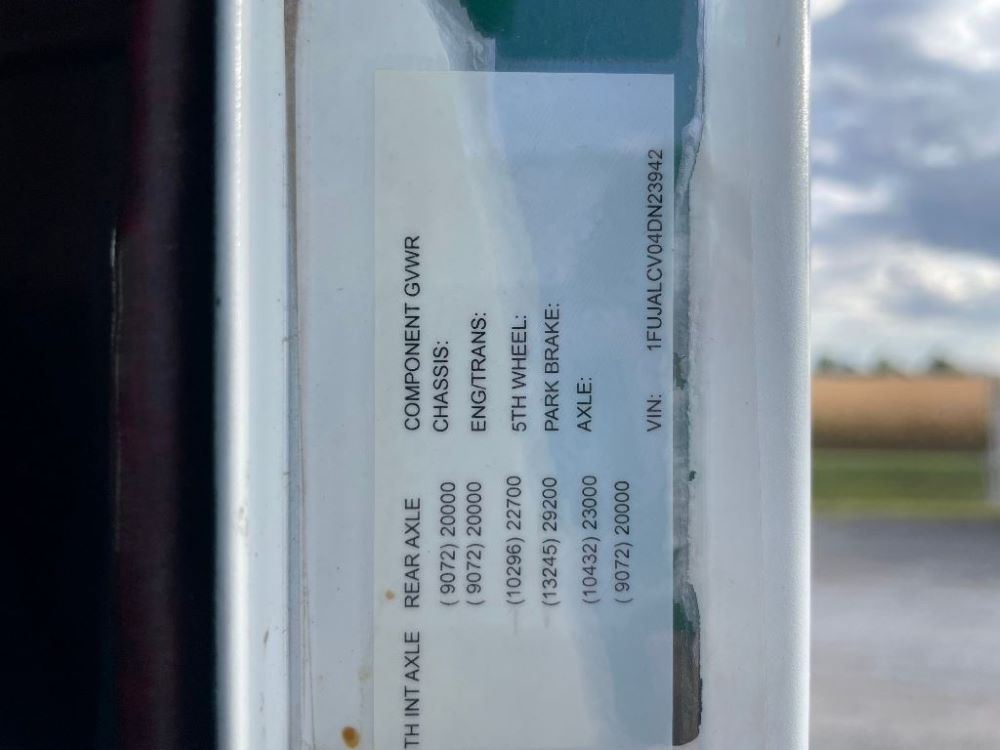 TH INT AXLE REAR AXLE COMPONENT GVWR
( 9072) 20000 CHASSIS:
( 9072) 20000 ENG/TRANS:
(10296) 22700 5TH WHEEL:
(13245) 29200 PARK BRAKE:
(10432) 23000 AXLE:
( 9072) 20000
VIN: 1FUJALCV04DN23942